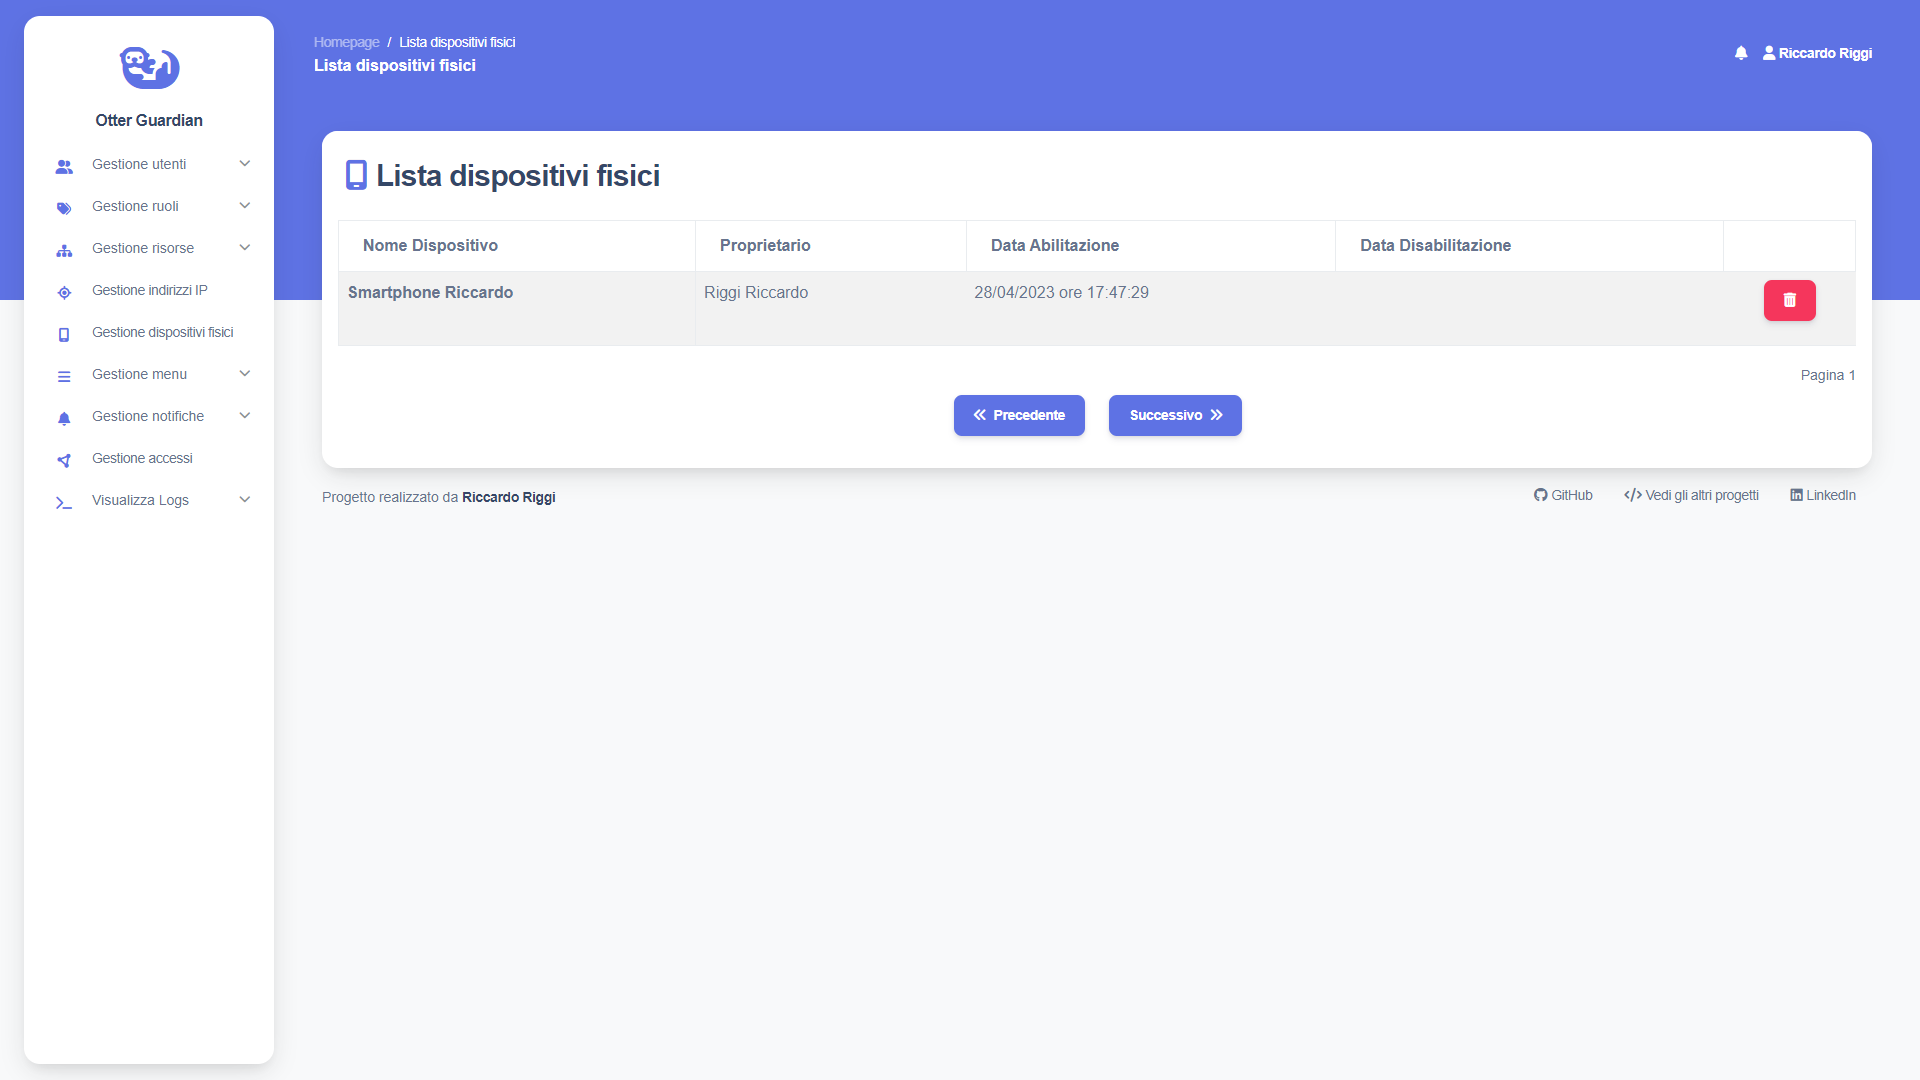 Otter Guardian
Gestione utenti
Gestione ruoli
Gestione risorse
Gestione indirizzi IP
Gestione dispositivi fisici
Gestione menu
Gestione notifiche
Gestione accessi
Visualizza Logs
Homepage / Lista dispositivi fisici
Lista dispositivi fisici
Riccardo Riggi
Lista dispositivi fisici
Nome Dispositivo Proprietario Data Abilitazione Data Disabilitazione
Smartphone Riccardo Riggi Riccardo 28/04/2023 ore 17:47:29
Pagina 1
Precedente Successivo
Progetto realizzato da Riccardo Riggi
GitHub Vedi gli altri progetti LinkedIn